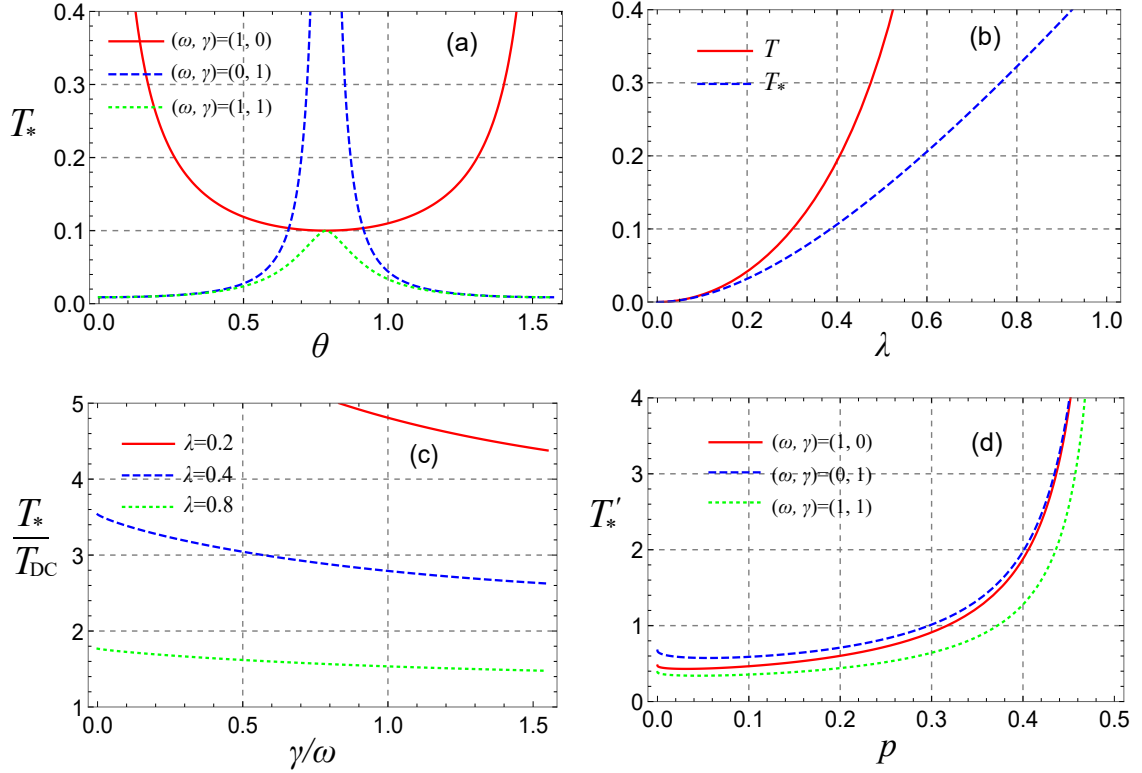 (a)
(ω, γ)=(1, 0)
(ω, γ)=(0, 1)
(ω, γ)=(1, 1)
T*
0.4
0.3
0.2
0.1
0.0
0.0 0.5 1.0 1.5
θ
(b)
T
T*
0.4
0.3
0.2
0.1
0.0
0.0 0.2 0.4 0.6 0.8 1.0
λ
(c)
λ=0.2
λ=0.4
λ=0.8
T*
TDC
5
4
3
2
1
0.0 0.5 1.0 1.5
γ/ω
(d)
(ω, γ)=(1, 0)
(ω, γ)=(0, 1)
(ω, γ)=(1, 1)
T*′
4
3
2
1
0
0.0 0.1 0.2 0.3 0.4 0.5
p